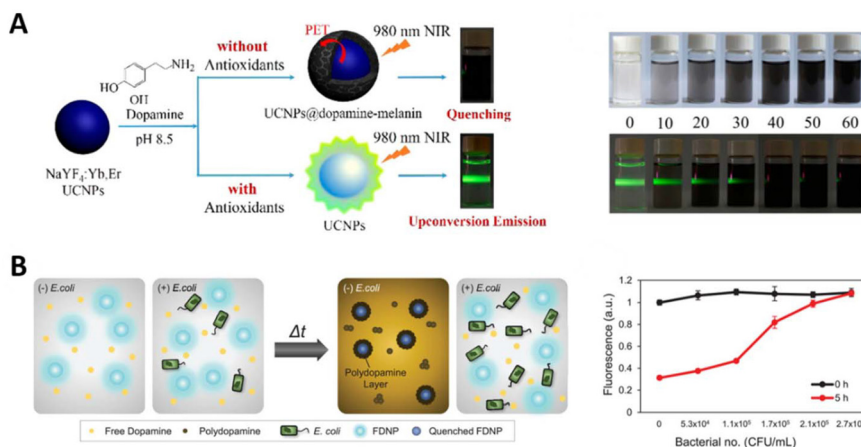 A
without
Antioxidants
PET
980 nm NIR
NH₂
HO
OH
Dopamine
pH 8.5
UCNPs@dopamine-melanin
Quenching
NaYF₄:Yb,Er
UCNPs
980 nm NIR
with
Antioxidants
UCNPs
Upconversion Emission
0 10 20 30 40 50 60
B
(-) E.coli
(+) E.coli
Δt
(-) E.coli
(+) E.coli
Polydopamine
Layer
Free Dopamine
Polydopamine
E. coli
FDNP
Quenched FDNP
Fluorescence (a.u.)
1.2
1
0.8
0.6
0.4
0.2
0
0 h
5 h
0 5.3x10⁴ 1.1x10⁵ 1.7x10⁵ 2.1x10⁵
Bacterial no. (CFU/mL)